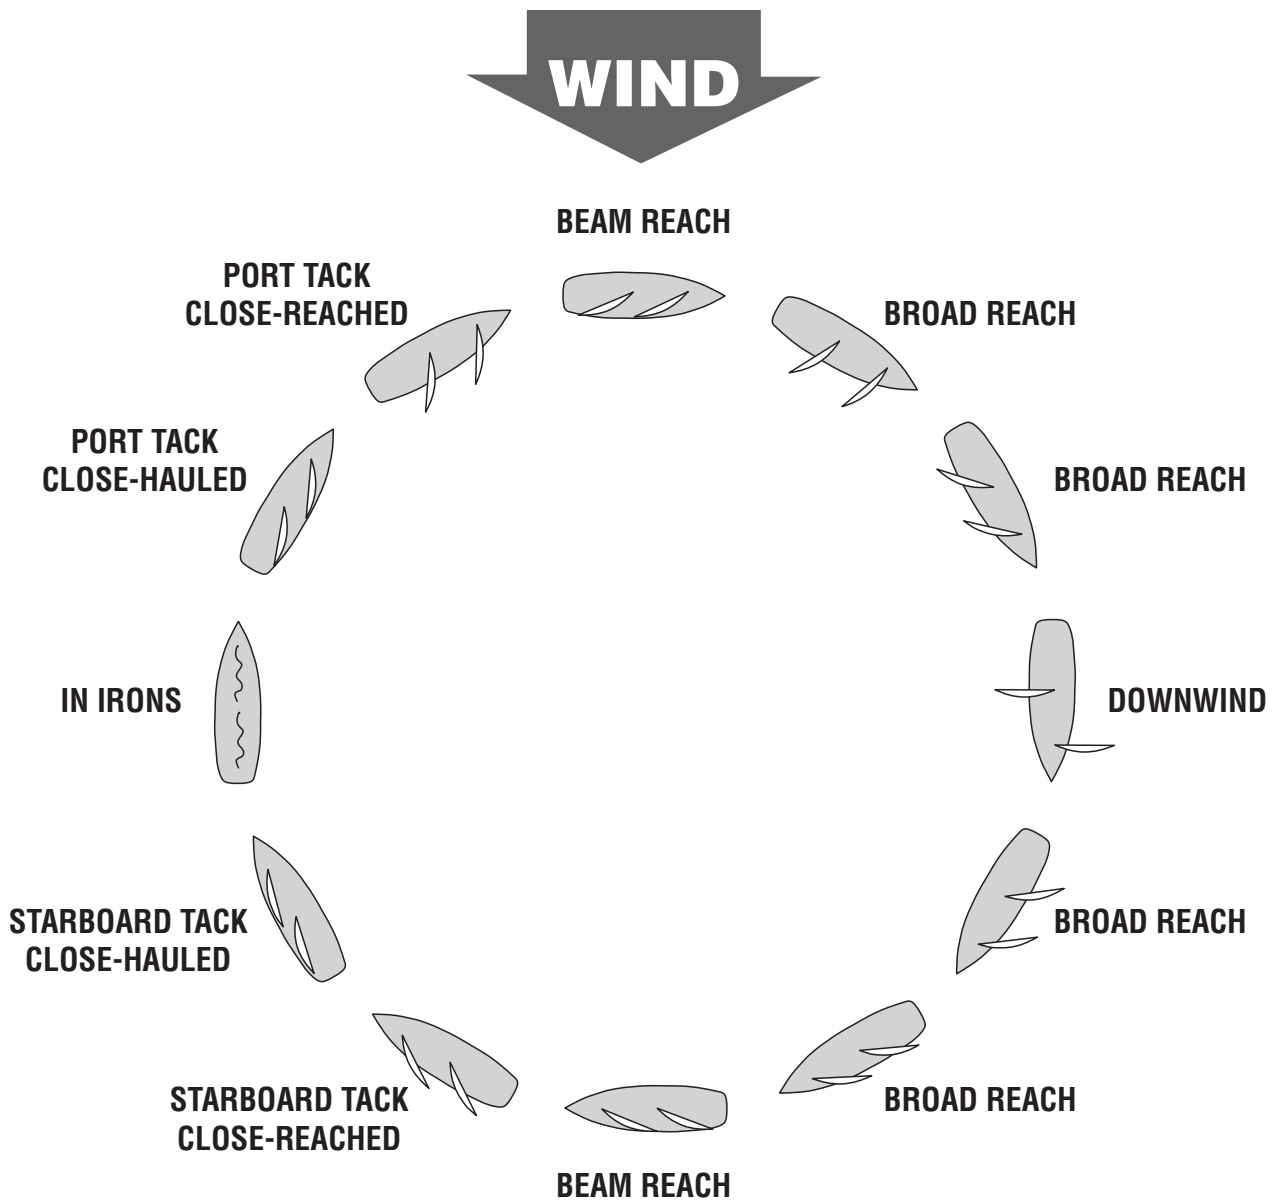 WIND
BEAM REACH
PORT TACK
CLOSE-REACHED
BROAD REACH
PORT TACK
CLOSE-HAULED
BROAD REACH
IN IRONS
DOWNWIND
STARBOARD TACK
CLOSE-HAULED
BROAD REACH
STARBOARD TACK
CLOSE-REACHED
BROAD REACH
BEAM REACH